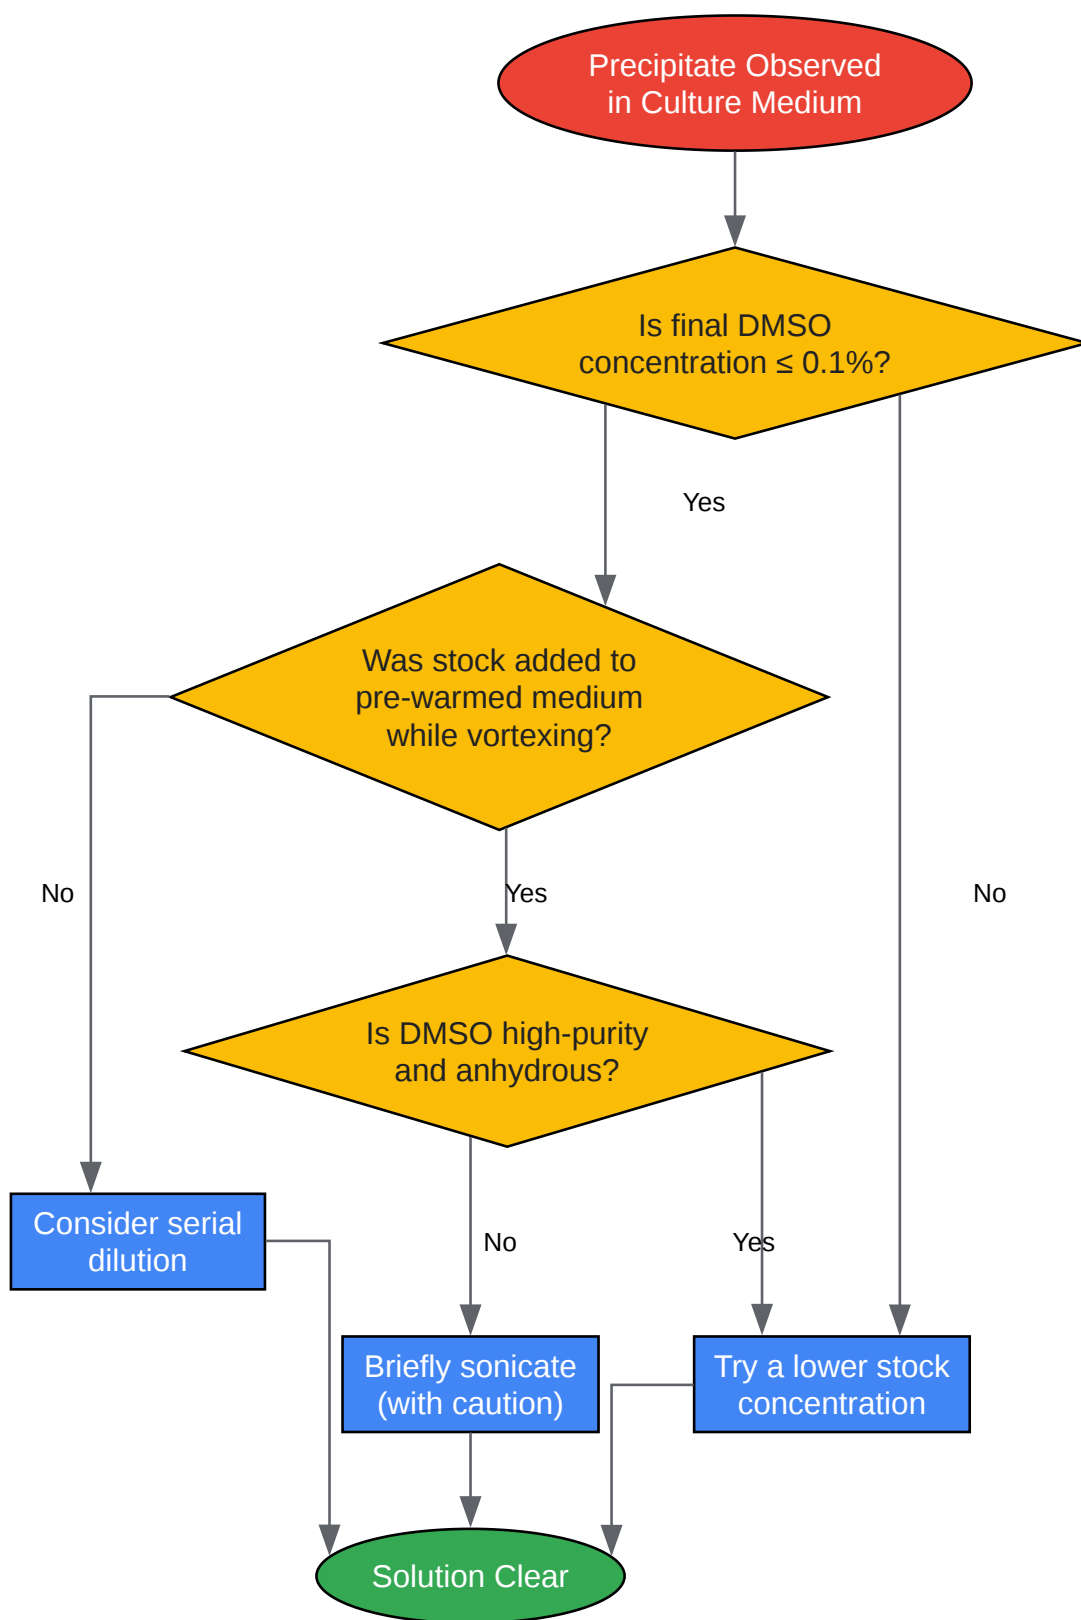 Precipitate Observed
in Culture Medium
Is final DMSO
concentration ≤ 0.1%?
Yes
Was stock added to
pre-warmed medium
while vortexing?
No
Yes
No
Is DMSO high-purity
and anhydrous?
Consider serial
dilution
No
Yes
Briefly sonicate
(with caution)
Try a lower stock
concentration
Solution Clear